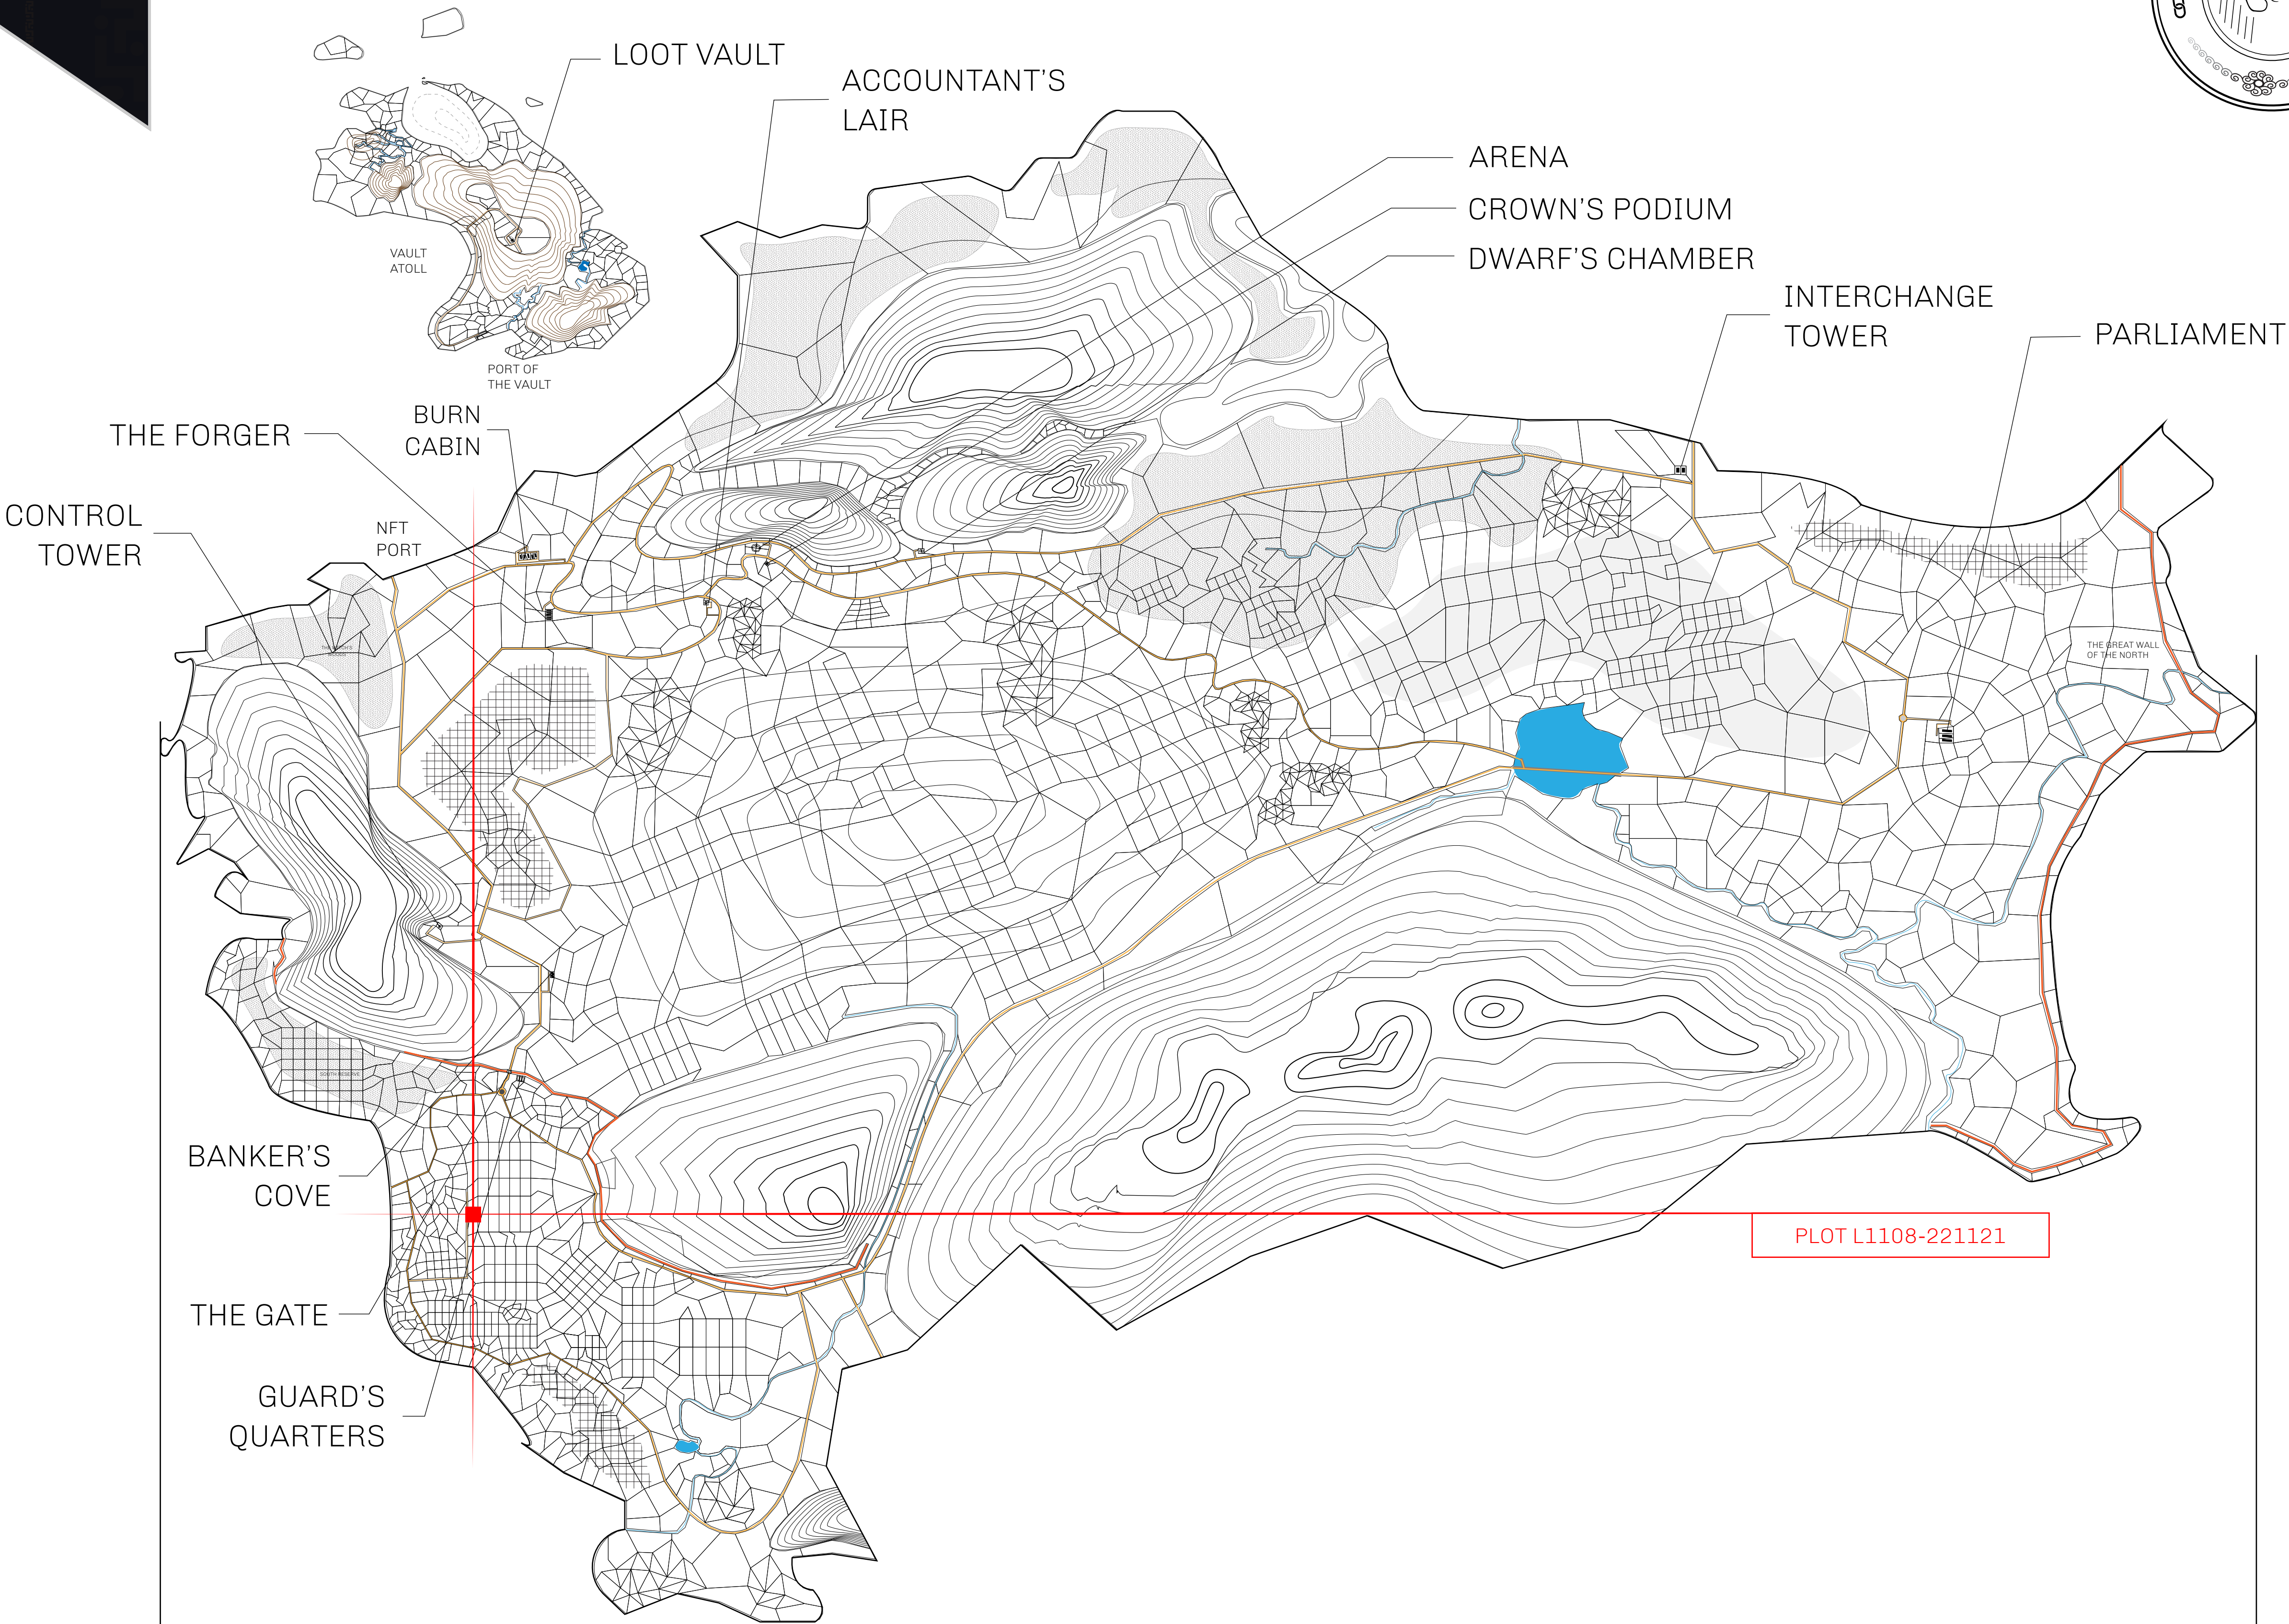 LOOT VAULT
ACCOUNTANT'S
LAIR
ARENA
CROWN'S PODIUM
DWARF'S CHAMBER
INTERCHANGE
TOWER
PARLIAMENT
VAULT
ATOLL
PORT OF
THE VAULT
BURN
CABIN
THE FORGER
CONTROL
TOWER
NFT
PORT
THE GREAT WALL
OF THE NORTH
SOUTH RESERVE
BANKER'S
COVE
PLOT L1108-221121
THE GATE
GUARD'S
QUARTERS